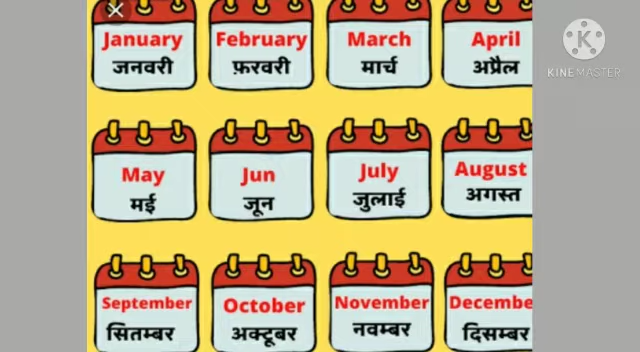 January
जनवरी
February
फ़रवरी
March
मार्च
April
अप्रैल
K
KINEMASTER
May
मई
Jun
जून
July
जुलाई
August
अगस्त
September
सितम्बर
October
अक्टूबर
November
नवम्बर
Decembe
दिसम्बर